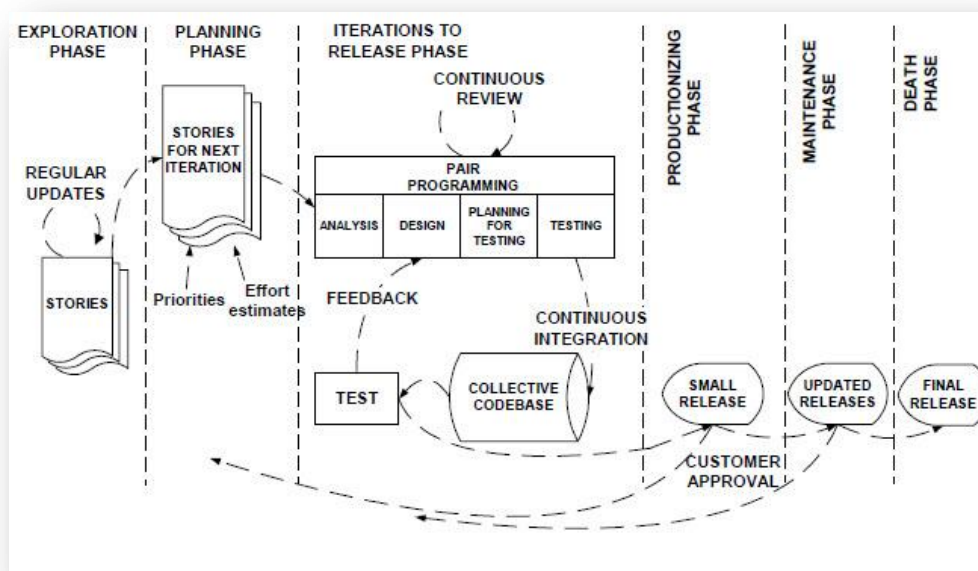 EXPLORATION
PHASE
PLANNING
PHASE
ITERATIONS TO
RELEASE PHASE
PRODUCTIONIZING
PHASE
MAINTENANCE
PHASE
DEATH
PHASE
REGULAR
UPDATES
STORIES
STORIES
FOR NEXT
ITERATION
Priorities
Effort
estimates
CONTINUOUS
REVIEW
PAIR
PROGRAMMING
ANALYSIS
DESIGN
PLANNING
FOR
TESTING
TESTING
FEEDBACK
CONTINUOUS
INTEGRATION
TEST
COLLECTIVE
CODEBASE
SMALL
RELEASE
UPDATED
RELEASES
FINAL
RELEASE
CUSTOMER
APPROVAL